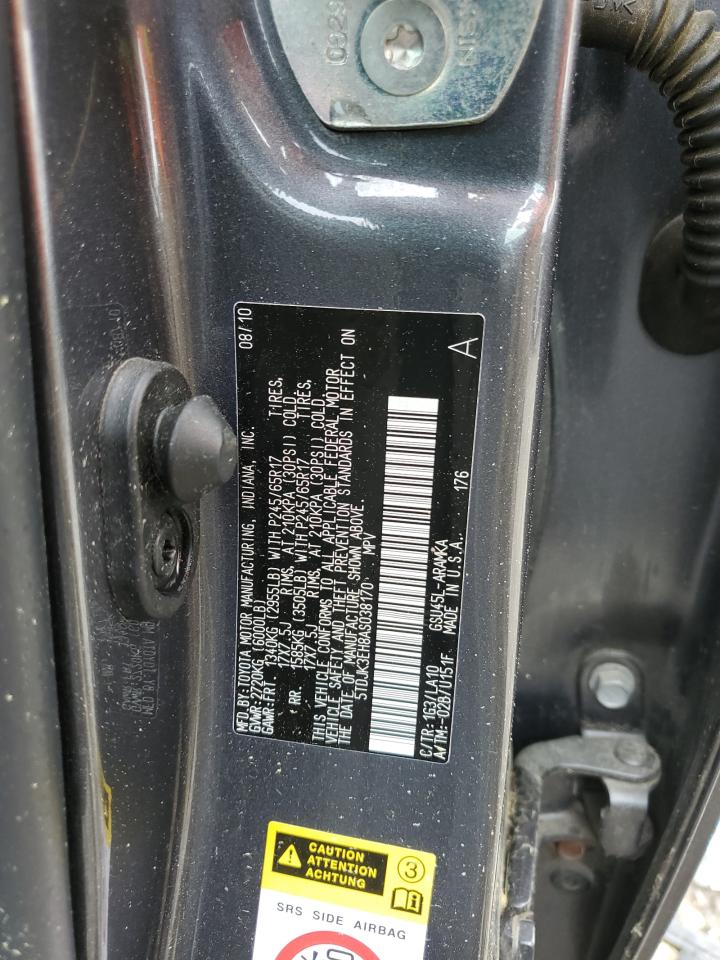 MFD. BY: TOYOTA MOTOR MANUFACTURING, INDIANA, INC. 08/10
GVWR: 2720KG (6000LB)
GAWR: FRT. 1340KG (2955LB) WITH P245/65R17 TIRES,
17X7.5J RIMS, AT 210KPA (30PSI) COLD.
RR. 1585KG (3505LB) WITH P245/65R17 TIRES,
17X7.5J RIMS, AT 210KPA (30PSI) COLD.
THIS VEHICLE CONFORMS TO ALL APPLICABLE FEDERAL MOTOR
VEHICLE SAFETY AND THEFT PREVENTION STANDARDS IN EFFECT ON
THE DATE OF MANUFACTURE SHOWN ABOVE.
5TDJK3EH8AS038170 MPV
176
C/TR:1G3/LA10 GSU45L-ARAMKA A
A/TM:-02B/U151F MADE IN U.S.A.
CAUTION
ATTENTION
ACHTUNG
3
SRS SIDE AIRBAG